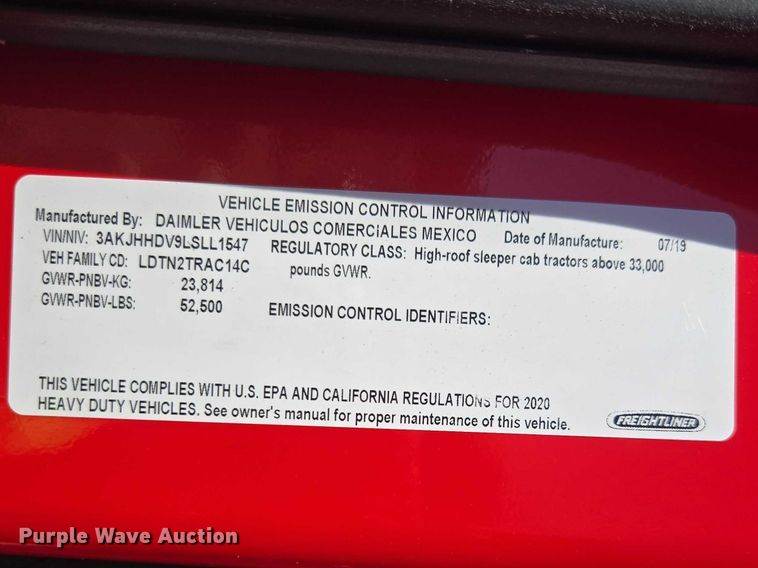 VEHICLE EMISSION CONTROL INFORMATION
Manufactured By: DAIMLER VEHICULOS COMERCIALES MEXICO Date of Manufacture: 07/19
VIN/NIV: 3AKJHHDV9LSLL1547 REGULATORY CLASS: High-roof sleeper cab tractors above 33,000
VEH FAMILY CD: LDTN2TRAC14C pounds GVWR.
GVWR-PNBV-KG: 23,814
GVWR-PNBV-LBS: 52,500 EMISSION CONTROL IDENTIFIERS:
THIS VEHICLE COMPLIES WITH U.S. EPA AND CALIFORNIA REGULATIONS FOR 2020
HEAVY DUTY VEHICLES. See owner's manual for proper maintenance of this vehicle.
FREIGHTLINER
Purple Wave Auction